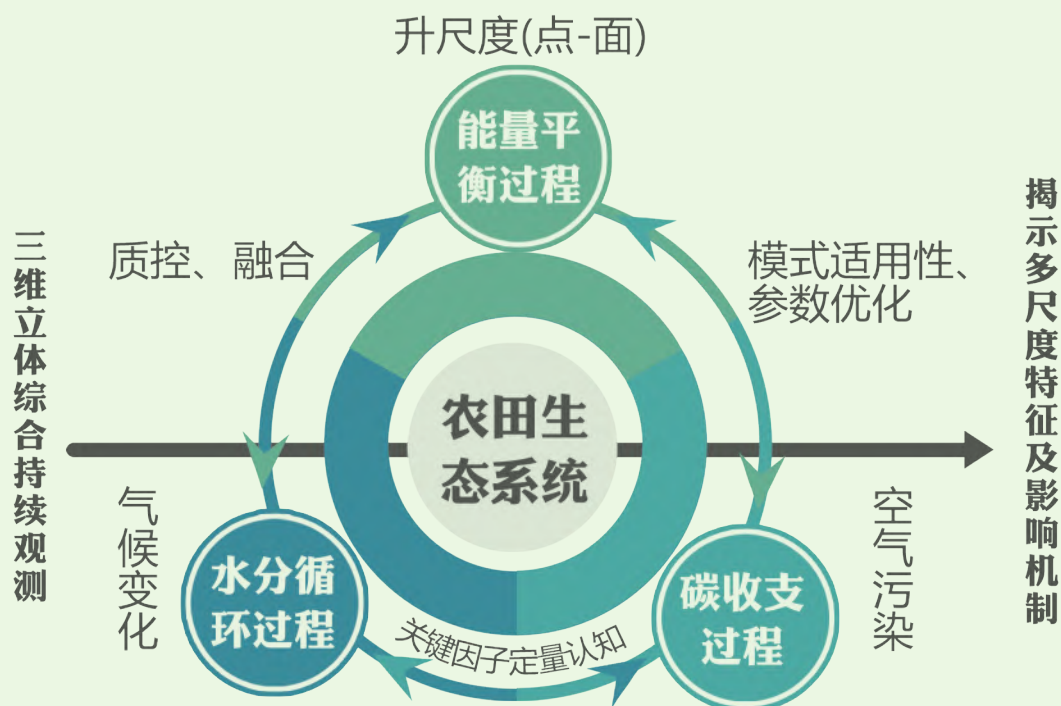 升尺度(点-面)
能量平
衡过程
三维立体综合持续观测
质控、融合
模式适用性、
参数优化
揭示多尺度特征及影响机制
农田生
态系统
气候变化
空气污染
水分循
环过程
关键因子定量认知
碳收支
过程